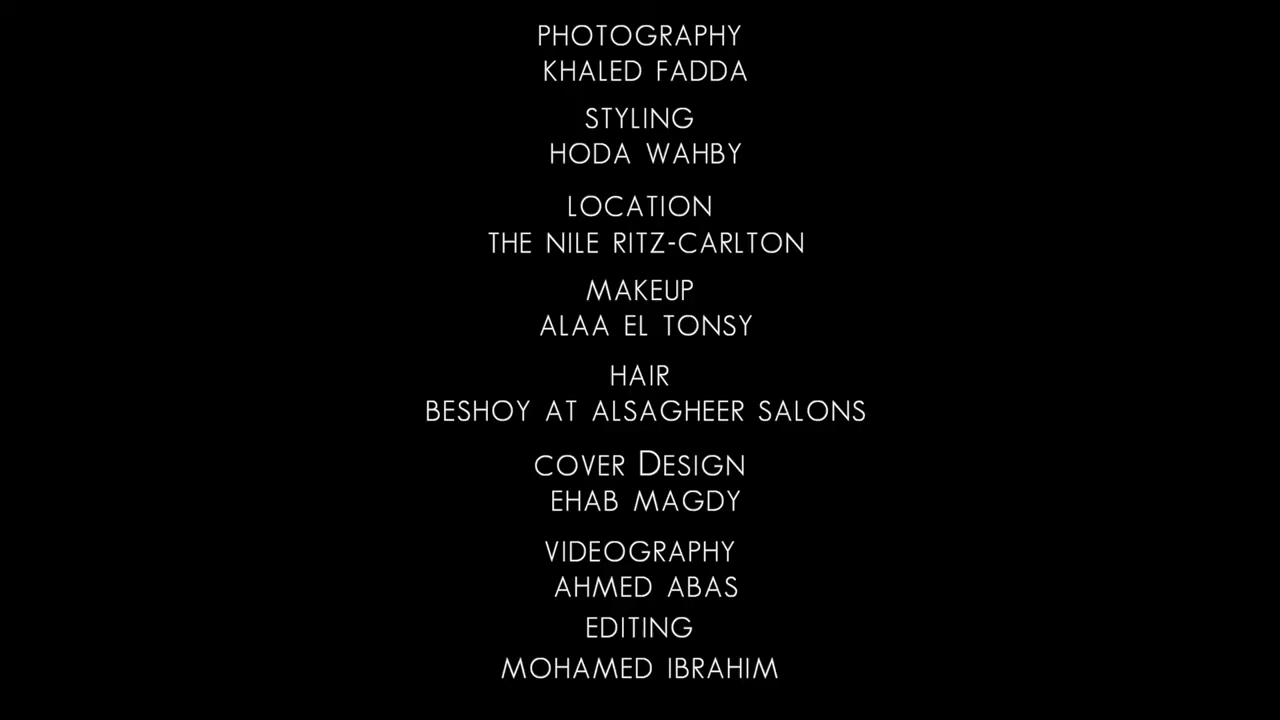 PHOTOGRAPHY
KHALED FADDA
STYLING
HODA WAHBY
LOCATION
THE NILE RITZ-CARLTON
MAKEUP
ALAA EL TONSY
HAIR
BESHOY AT ALSAGHEER SALONS
COVER DESIGN
EHAB MAGDY
VIDEOGRAPHY
AHMED ABAS
EDITING
MOHAMED IBRAHIM